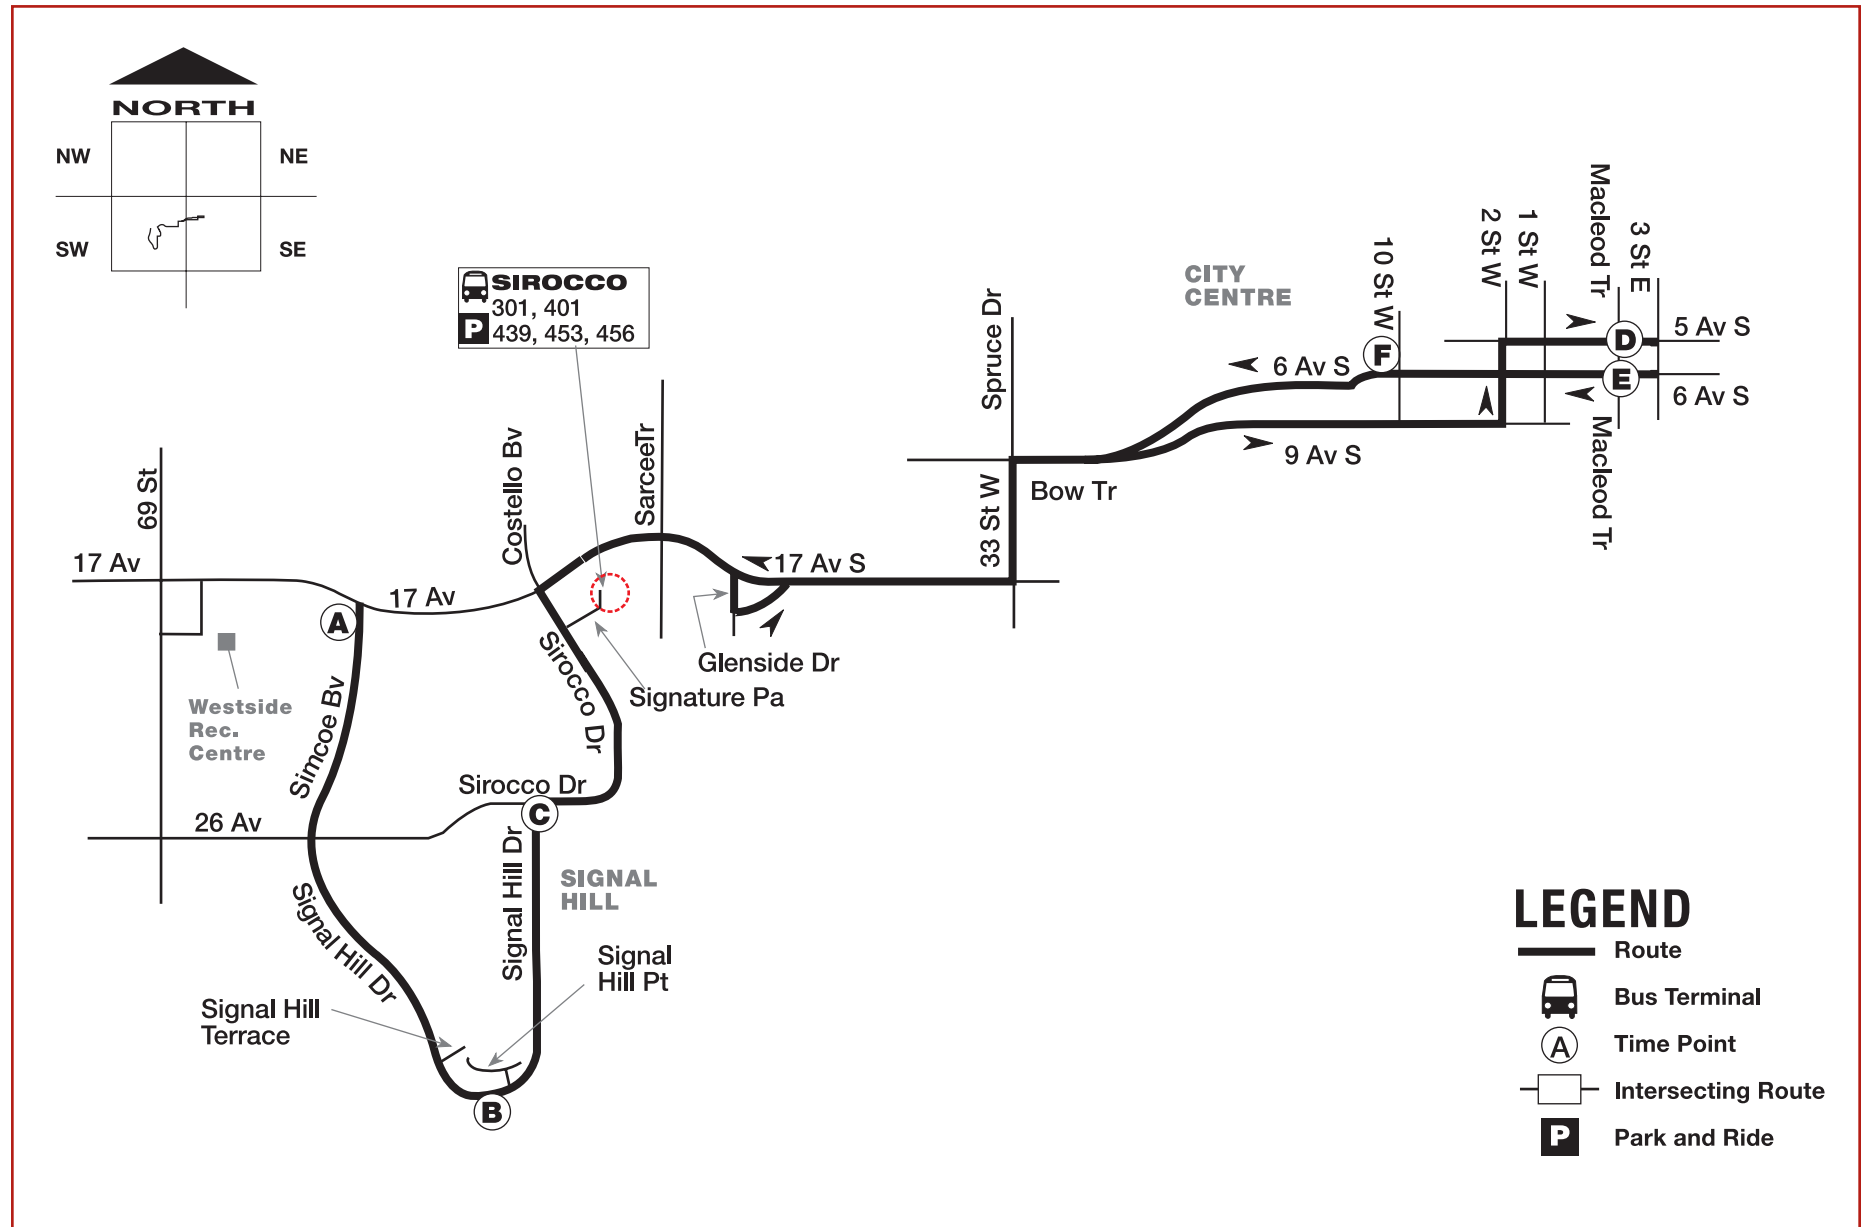 NORTH
NW
NE
SW
SE
SIROCCO
301, 401
P
439, 453, 456
CITY
CENTRE
10 St W
2 St W
1 St W
Macleod Tr
3 St E
5 Av S
D
F
6 Av S
E
6 Av S
9 Av S
Macleod Tr
Spruce Dr
Bow Tr
33 St W
17 Av S
SarceeTr
Costello Bv
69 St
17 Av
17 Av
A
Glenside Dr
Signature Pa
Sirocco Dr
Westside
Rec.
Centre
Simcoe Bv
Sirocco Dr
C
26 Av
Signal Hill Dr
SIGNAL
HILL
Signal Hill Dr
Signal
Hill Pt
Signal Hill
Terrace
B
LEGEND
Route
Bus Terminal
A
Time Point
Intersecting Route
P
Park and Ride